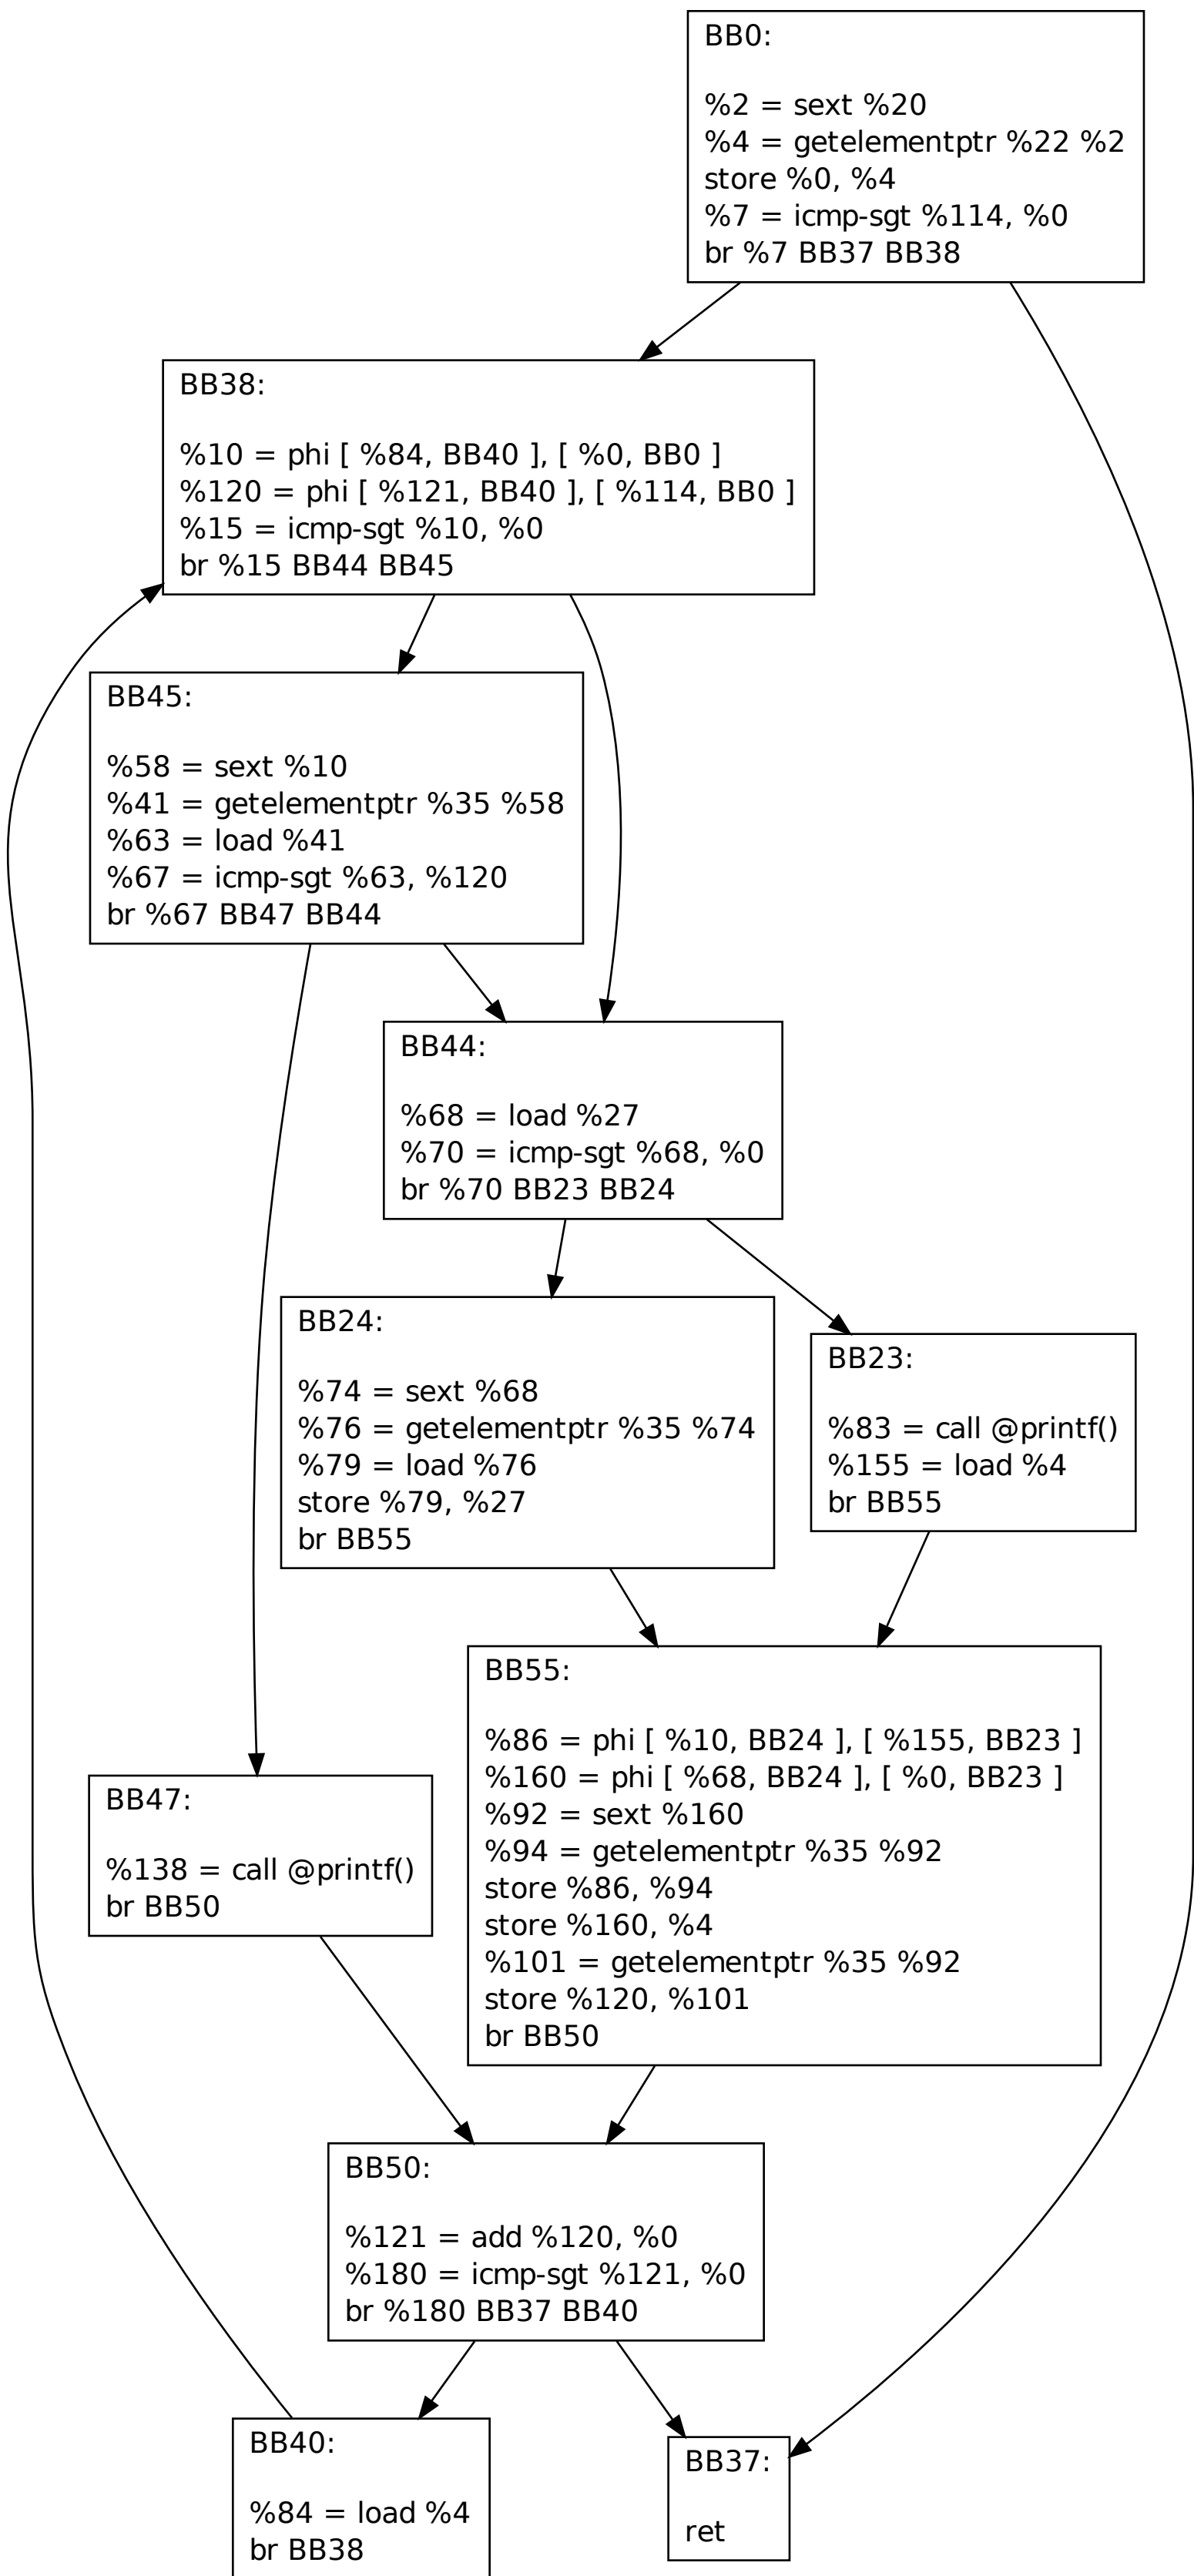 BB0:
%2 = sext %20
%4 = getelementptr %22 %2
store %0, %4
%7 = icmp-sgt %114, %0
br %7 BB37 BB38
BB38:
%10 = phi [ %84, BB40 ], [ %0, BB0 ]
%120 = phi [ %121, BB40 ], [ %114, BB0 ]
%15 = icmp-sgt %10, %0
br %15 BB44 BB45
BB45:
%58 = sext %10
%41 = getelementptr %35 %58
%63 = load %41
%67 = icmp-sgt %63, %120
br %67 BB47 BB44
BB44:
%68 = load %27
%70 = icmp-sgt %68, %0
br %70 BB23 BB24
BB24:
%74 = sext %68
%76 = getelementptr %35 %74
%79 = load %76
store %79, %27
br BB55
BB23:
%83 = call @printf()
%155 = load %4
br BB55
BB55:
%86 = phi [ %10, BB24 ], [ %155, BB23 ]
%160 = phi [ %68, BB24 ], [ %0, BB23 ]
%92 = sext %160
%94 = getelementptr %35 %92
store %86, %94
store %160, %4
%101 = getelementptr %35 %92
store %120, %101
br BB50
BB47:
%138 = call @printf()
br BB50
BB50:
%121 = add %120, %0
%180 = icmp-sgt %121, %0
br %180 BB37 BB40
BB40:
%84 = load %4
br BB38
BB37:
ret